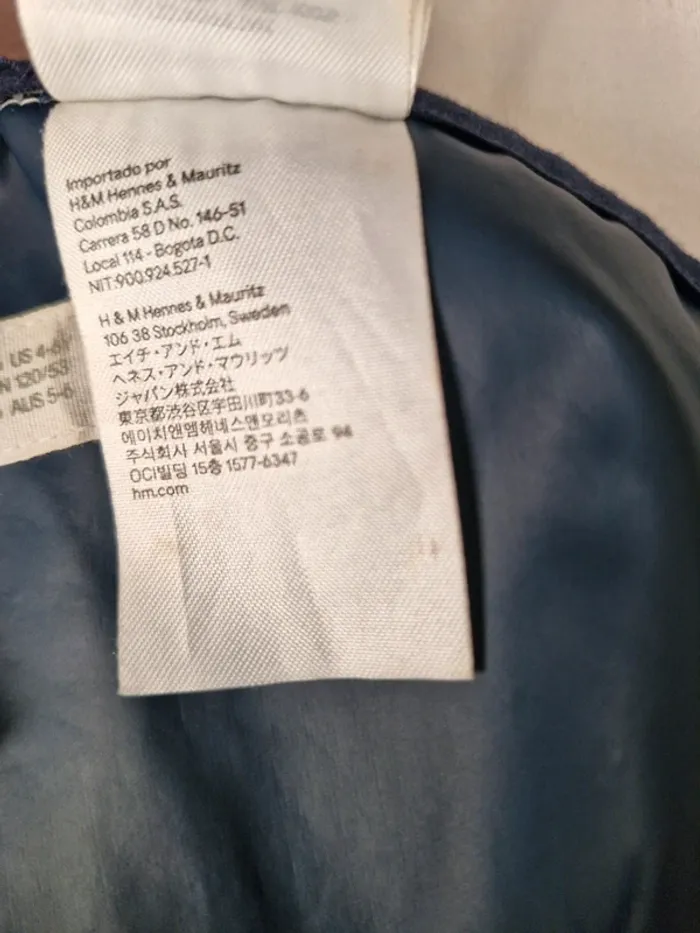 Importado por
H&M Hennes & Mauritz
Colombia S.A.S.
Carrera 58 D No. 146-51
Local 114 - Bogota D.C.
NIT:900.924.527-1
H & M Hennes & Mauritz
106 38 Stockholm, Sweden
エイチ・アンド・エム
ヘネス・アンド・マウリッツ
ジャパン株式会社
東京都渋谷区宇田川町33-6
에이치앤엠헤네스앤모리츠
주식회사 서울시 중구 소공로 94
OCI빌딩 15층 1577-6347
hm.com
US 4-6
120/53
AUS 5-6